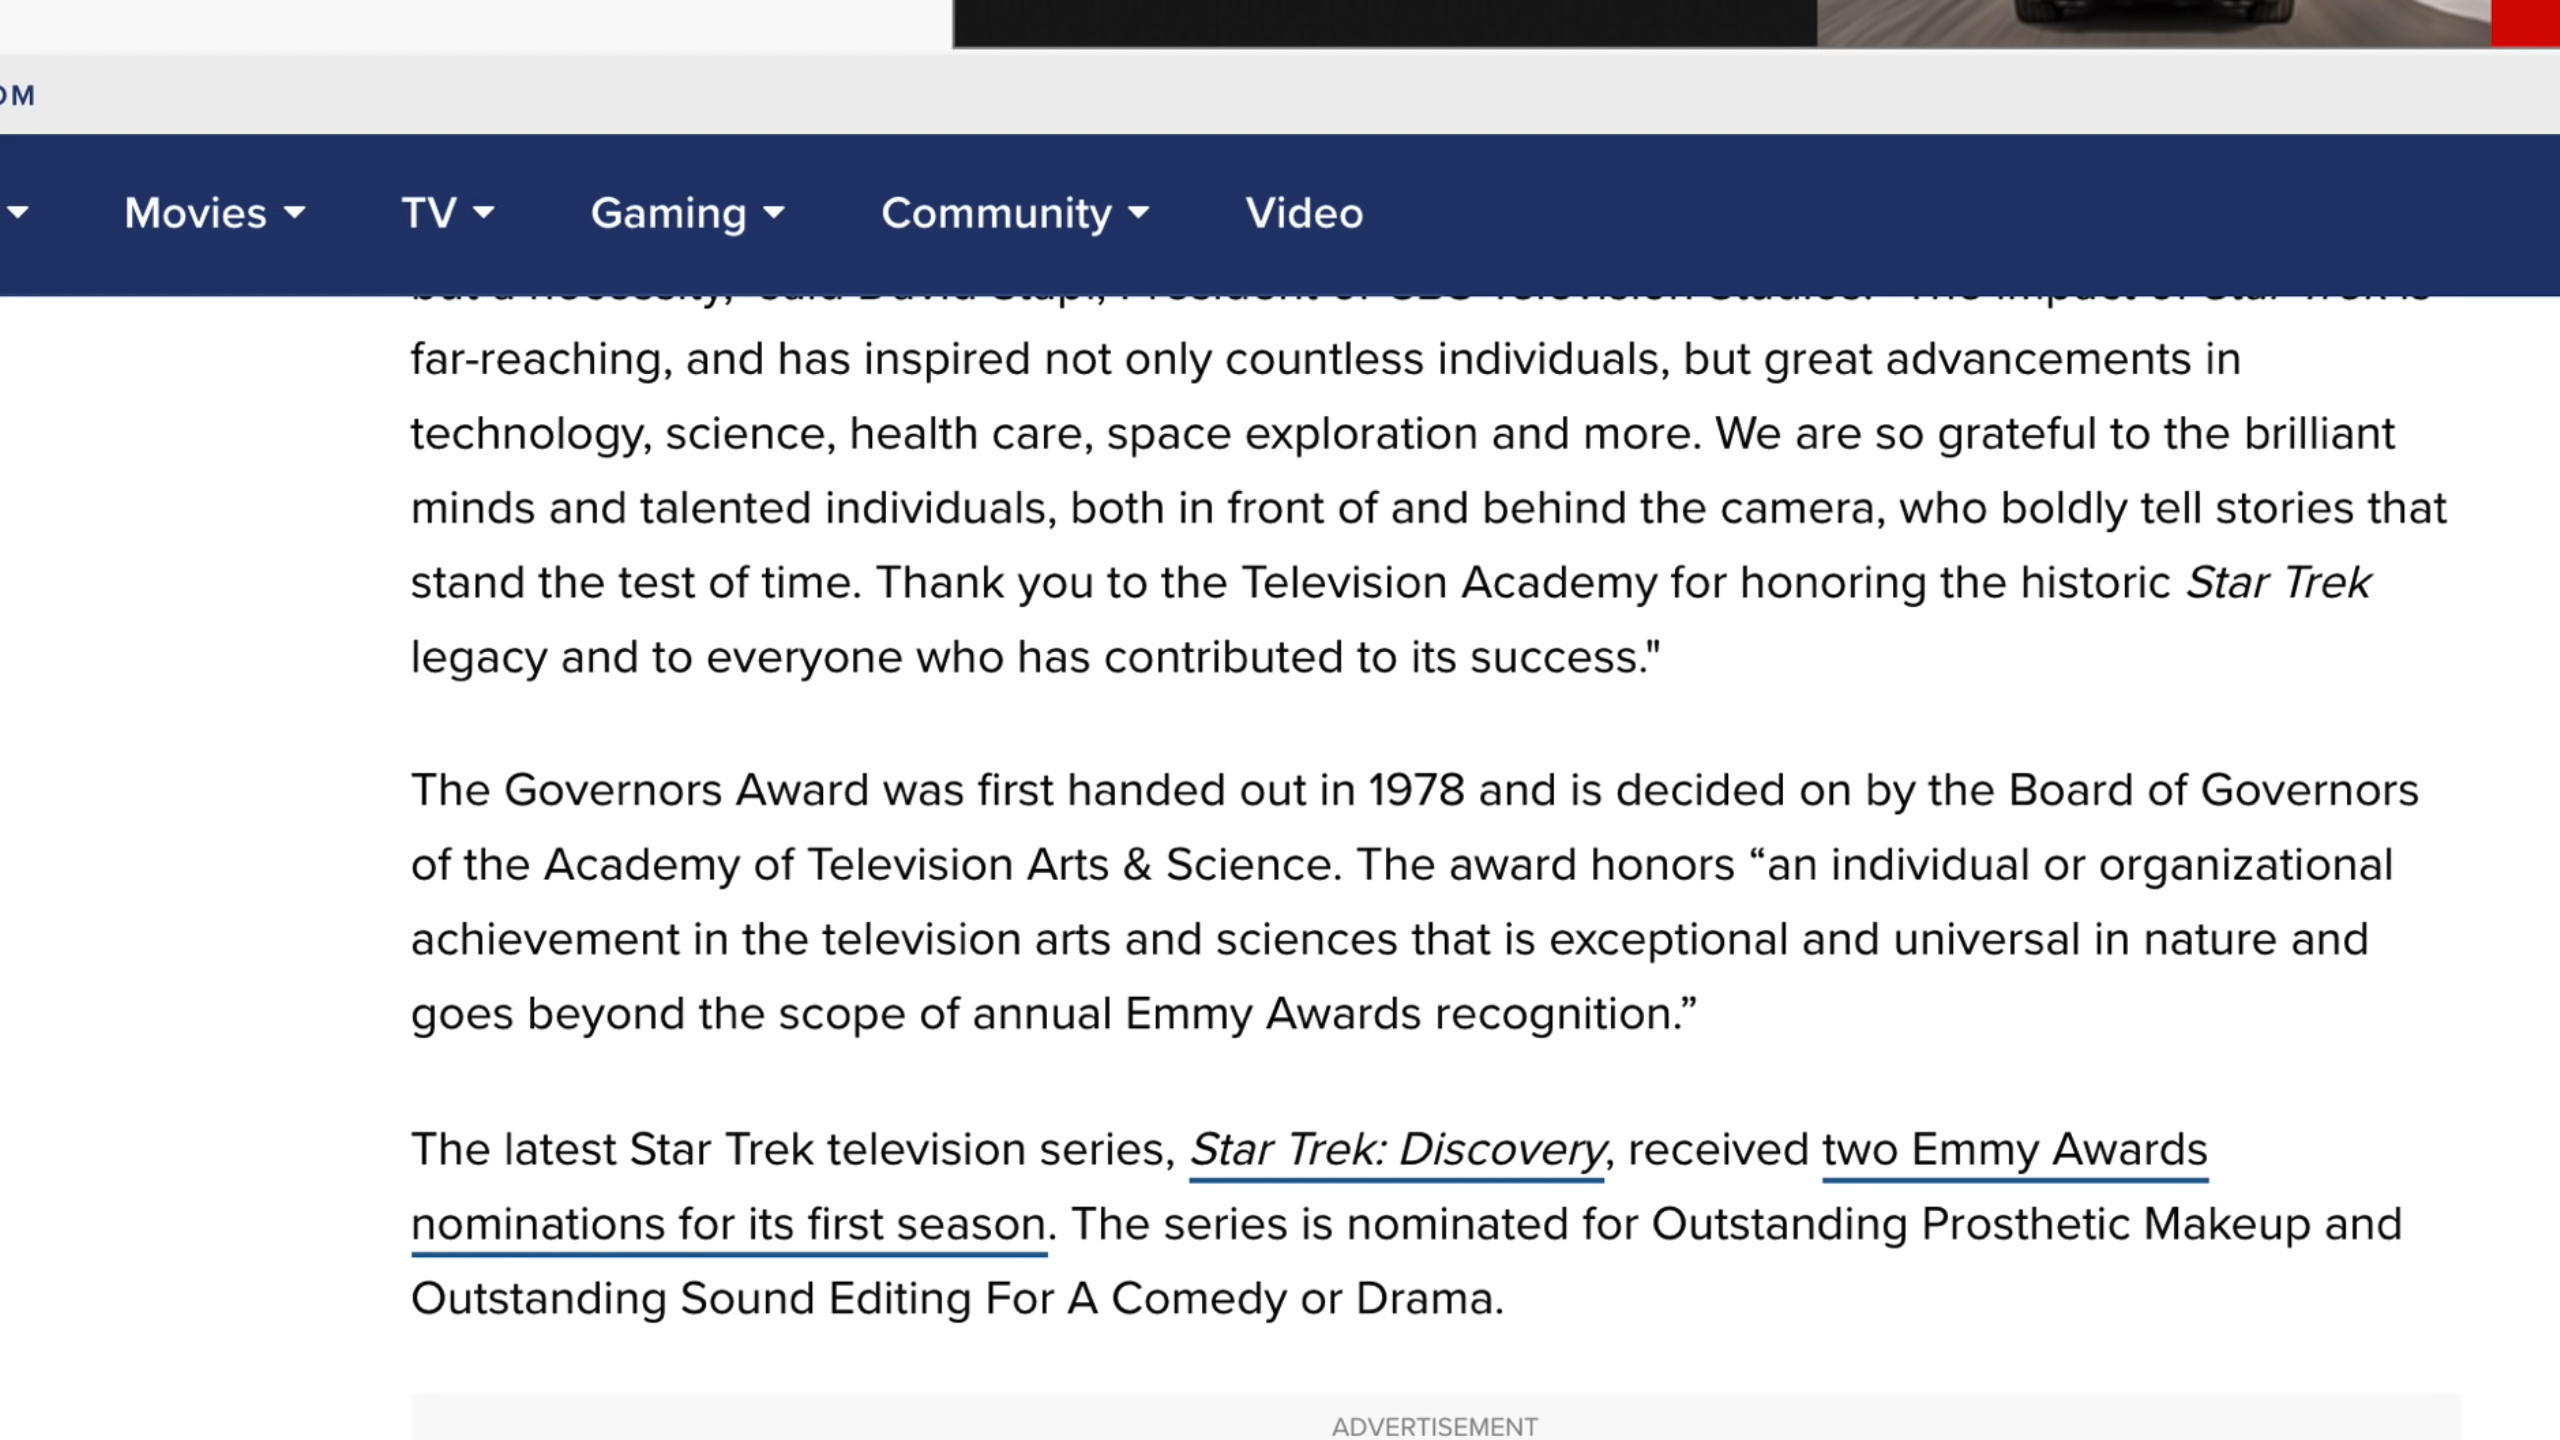 OM
Movies
TV
Gaming
Community
Video
far-reaching, and has inspired not only countless individuals, but great advancements in
technology, science, health care, space exploration and more. We are so grateful to the brilliant
minds and talented individuals, both in front of and behind the camera, who boldly tell stories that
stand the test of time. Thank you to the Television Academy for honoring the historic Star Trek
legacy and to everyone who has contributed to its success."
The Governors Award was first handed out in 1978 and is decided on by the Board of Governors
of the Academy of Television Arts & Science. The award honors “an individual or organizational
achievement in the television arts and sciences that is exceptional and universal in nature and
goes beyond the scope of annual Emmy Awards recognition.”
The latest Star Trek television series, Star Trek: Discovery, received two Emmy Awards
nominations for its first season. The series is nominated for Outstanding Prosthetic Makeup and
Outstanding Sound Editing For A Comedy or Drama.
ADVERTISEMENT